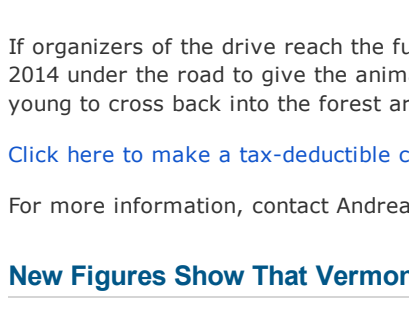 If organizers of the drive reach the fu
2014 under the road to give the anima
young to cross back into the forest ar
Click here to make a tax-deductible c
For more information, contact Andrea
New Figures Show That Vermon